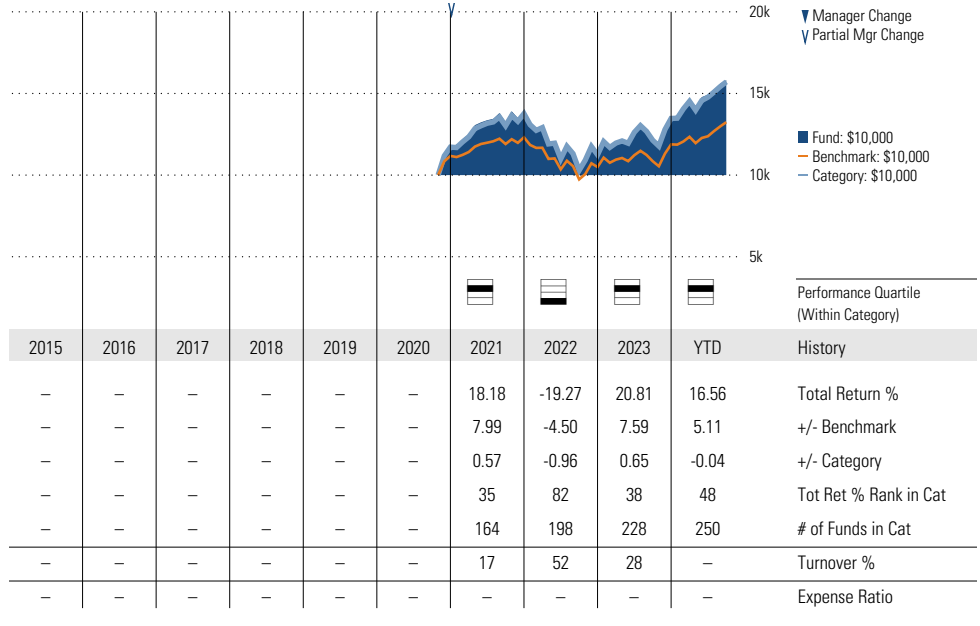 20k
Manager Change
Partial Mgr Change
15k
Fund: $10,000
Benchmark: $10,000
Category: $10,000
10k
5k
Performance Quartile
(Within Category)
2015 2016 2017 2018 2019 2020 2021 2022 2023 YTD History
– – – – – – 18.18 -19.27 20.81 16.56 Total Return %
– – – – – – 7.99 -4.50 7.59 5.11 +/- Benchmark
– – – – – – 0.57 -0.96 0.65 -0.04 +/- Category
– – – – – – 35 82 38 48 Tot Ret % Rank in Cat
– – – – – – 164 198 228 250 # of Funds in Cat
– – – – – – 17 52 28 – Turnover %
– – – – – – – – – – Expense Ratio